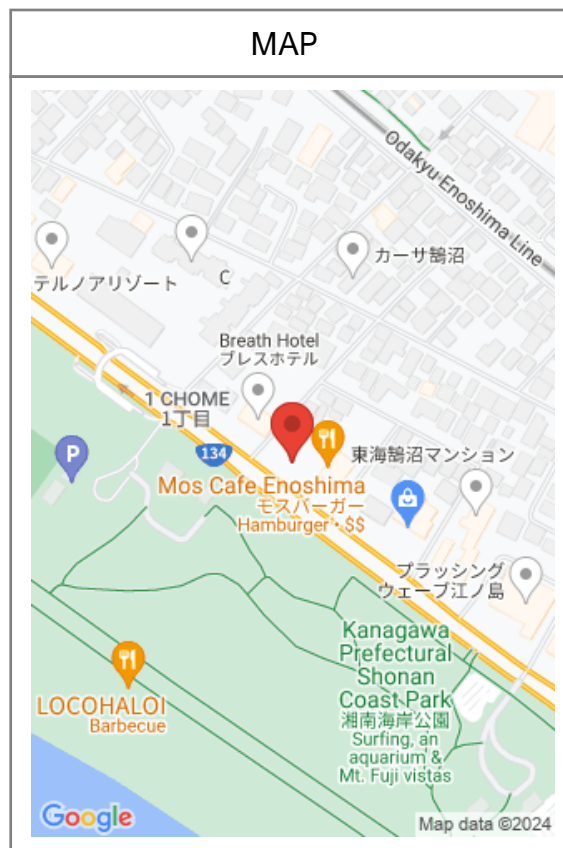 MAP
Odakyu Enoshima Line
カーサ鵠沼
テルノアリゾート
C
Breath Hotel
ブレスホテル
1 CHOME
1丁目
134
P
東海鵠沼マンション
Mos Cafe Enoshima
モスバーガー
Hamburger · $$
プラッシング
ウェーブ江ノ島
Kanagawa
Prefectural
Shonan
Coast Park
湘南海岸公園
Surfing, an
aquarium &
Mt. Fuji vistas
LOCOHALOI
Barbecue
Google
Map data ©2024